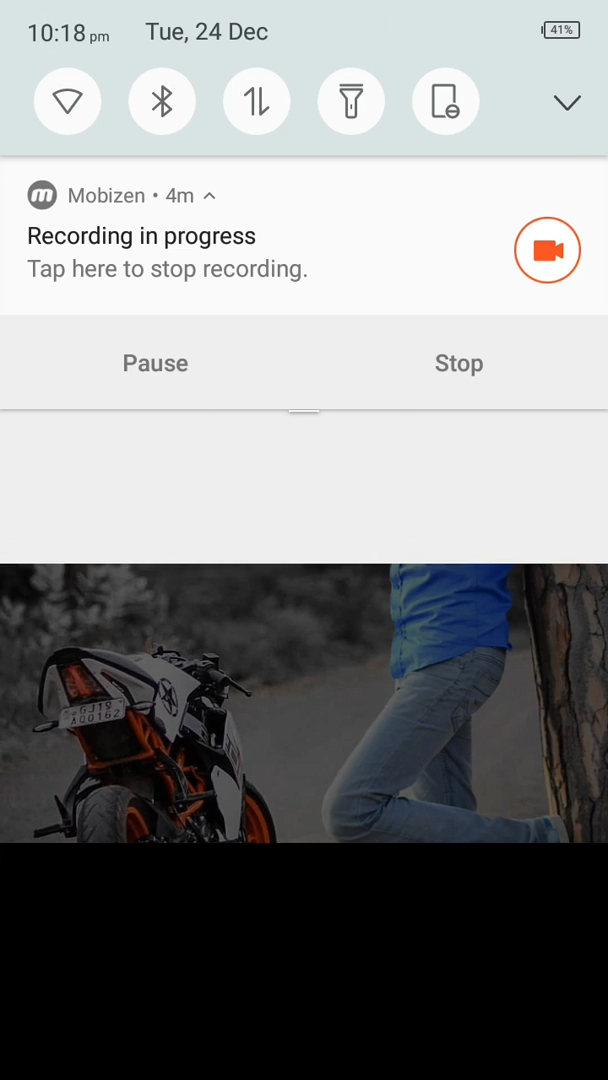 10:18 pm Tue, 24 Dec 41%
Mobizen • 4m
Recording in progress
Tap here to stop recording.
Pause Stop
GJ19
AQ0162